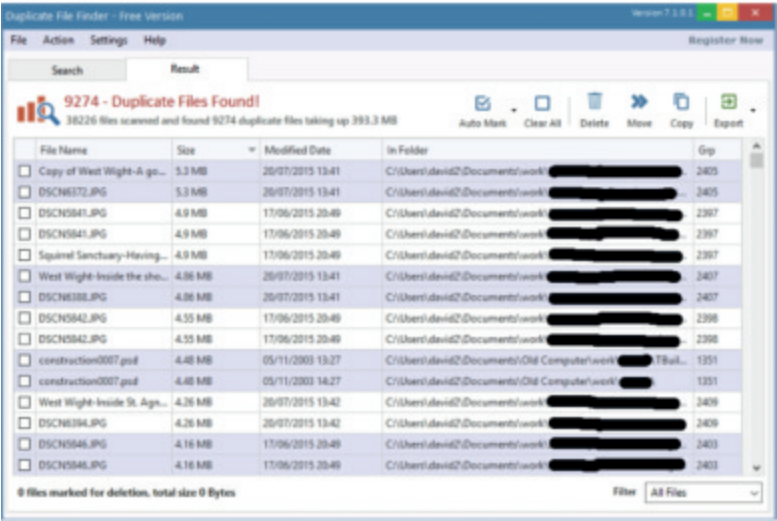 Duplicate File Finder - Free Version Version 7.1.0.1
File Action Settings Help Register Now
Search Result
9274 - Duplicate Files Found!
38226 files scanned and found 9274 duplicate files taking up 393.3 MB
Auto Mark Clear All Delete Move Copy Export
File Name Size Modified Date In Folder Grp
Copy of West Wight-A go... 5.3 MB 20/07/2015 13:41 C:\Users\david2\Documents\work\ 2405
DSCN6372.JPG 5.3 MB 20/07/2015 13:41 C:\Users\david2\Documents\work\ 2405
DSCN5841.JPG 4.9 MB 17/06/2015 20:49 C:\Users\david2\Documents\work\ 2397
DSCN5841.JPG 4.9 MB 17/06/2015 20:49 C:\Users\david2\Documents\work\ 2397
Squirrel Sanctuary-Having... 4.9 MB 17/06/2015 20:49 C:\Users\david2\Documents\work\ 2397
West Wight-Inside the sho... 4.86 MB 20/07/2015 13:41 C:\Users\david2\Documents\work\ 2407
DSCN6388.JPG 4.86 MB 20/07/2015 13:41 C:\Users\david2\Documents\work\ 2407
DSCN5842.JPG 4.55 MB 17/06/2015 20:49 C:\Users\david2\Documents\work\ 2398
DSCN5842.JPG 4.55 MB 17/06/2015 20:49 C:\Users\david2\Documents\work\ 2398
construction0007.psd 4.48 MB 05/11/2003 13:27 C:\Users\david2\Documents\Old Computer\work\ .TBuil... 1351
construction0007.psd 4.48 MB 05/11/2003 14:27 C:\Users\david2\Documents\Old Computer\work\ 1351
West Wight-Inside St. Agn... 4.26 MB 20/07/2015 13:42 C:\Users\david2\Documents\work\ 2409
DSCN6394.JPG 4.26 MB 20/07/2015 13:42 C:\Users\david2\Documents\work\ 2409
DSCN5846.JPG 4.16 MB 17/06/2015 20:49 C:\Users\david2\Documents\work\ 2403
DSCN5846.JPG 4.16 MB 17/06/2015 20:49 C:\Users\david2\Documents\work\ 2403
0 files marked for deletion, total size 0 Bytes Filter All Files